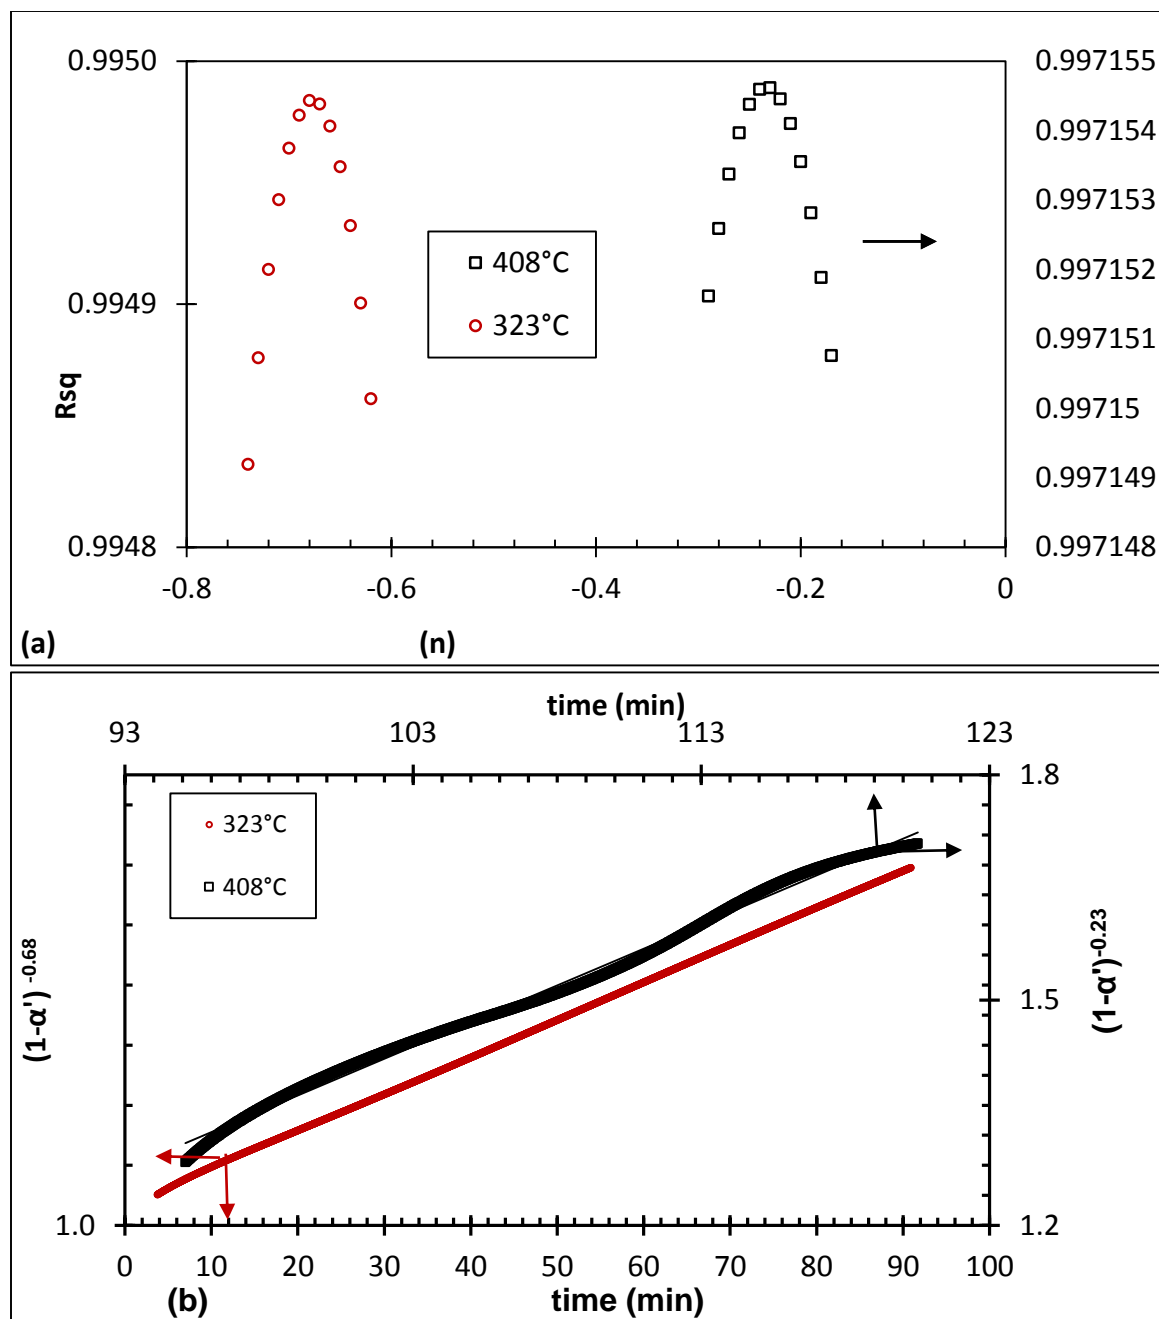 0.9950
0.997155
0.997154
0.997153
408°C
0.997152
0.9949
323°C
0.997151
Rsq
0.99715
0.997149
0.9948
0.997148
-0.8
-0.6
-0.4
-0.2
0
(a)
(n)
time (min)
93
103
113
123
1.8
323°C
408°C
(1-α')-0.68
1.5
(1-α')-0.23
1.0
1.2
0 10 20 30 40 50 60 70 80 90 100
(b)
time (min)